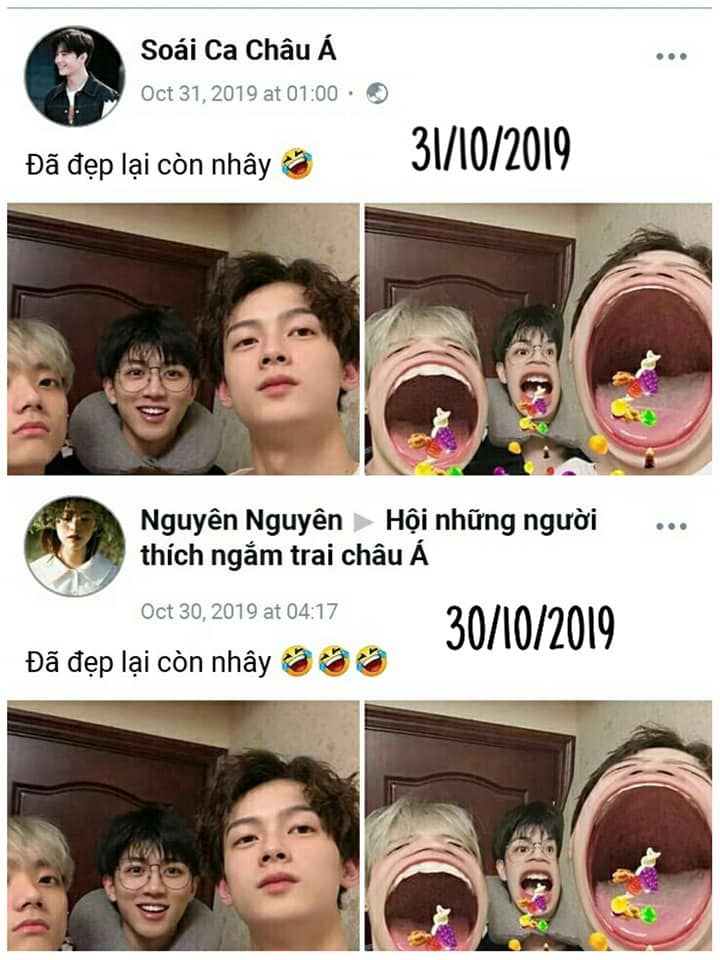 Soái Ca Châu Á
Oct 31, 2019 at 01:00 ·
31/10/2019
Đã đẹp lại còn nhây 🤣
Nguyên Nguyên ▶ Hội những người
thích ngắm trai châu Á
Oct 30, 2019 at 04:17
30/10/2019
Đã đẹp lại còn nhây 🤣🤣🤣